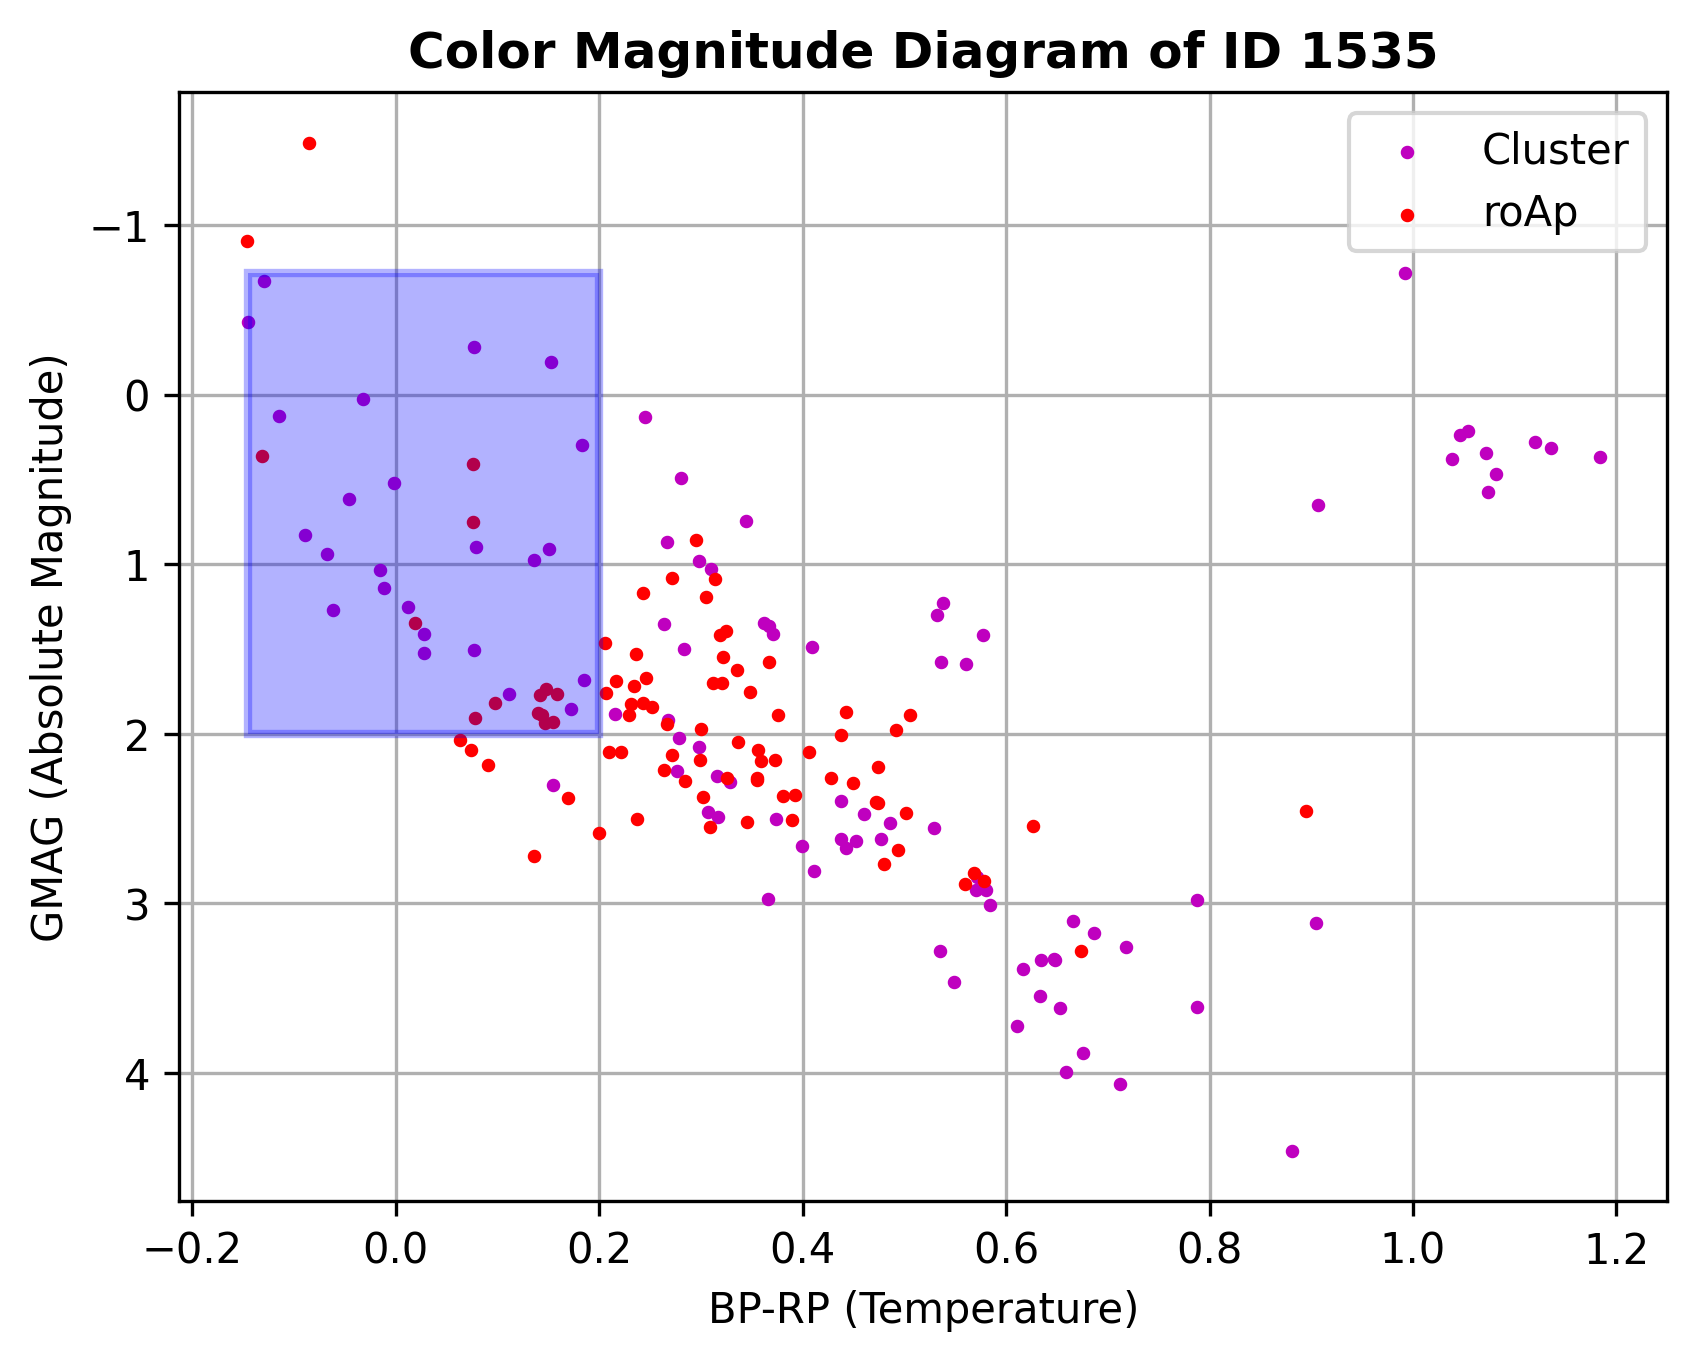 Color Magnitude Diagram of ID 1535
Cluster
roAp
−1
0
1
2
3
4
GMAG (Absolute Magnitude)
−0.2 0.0 0.2 0.4 0.6 0.8 1.0 1.2
BP-RP (Temperature)